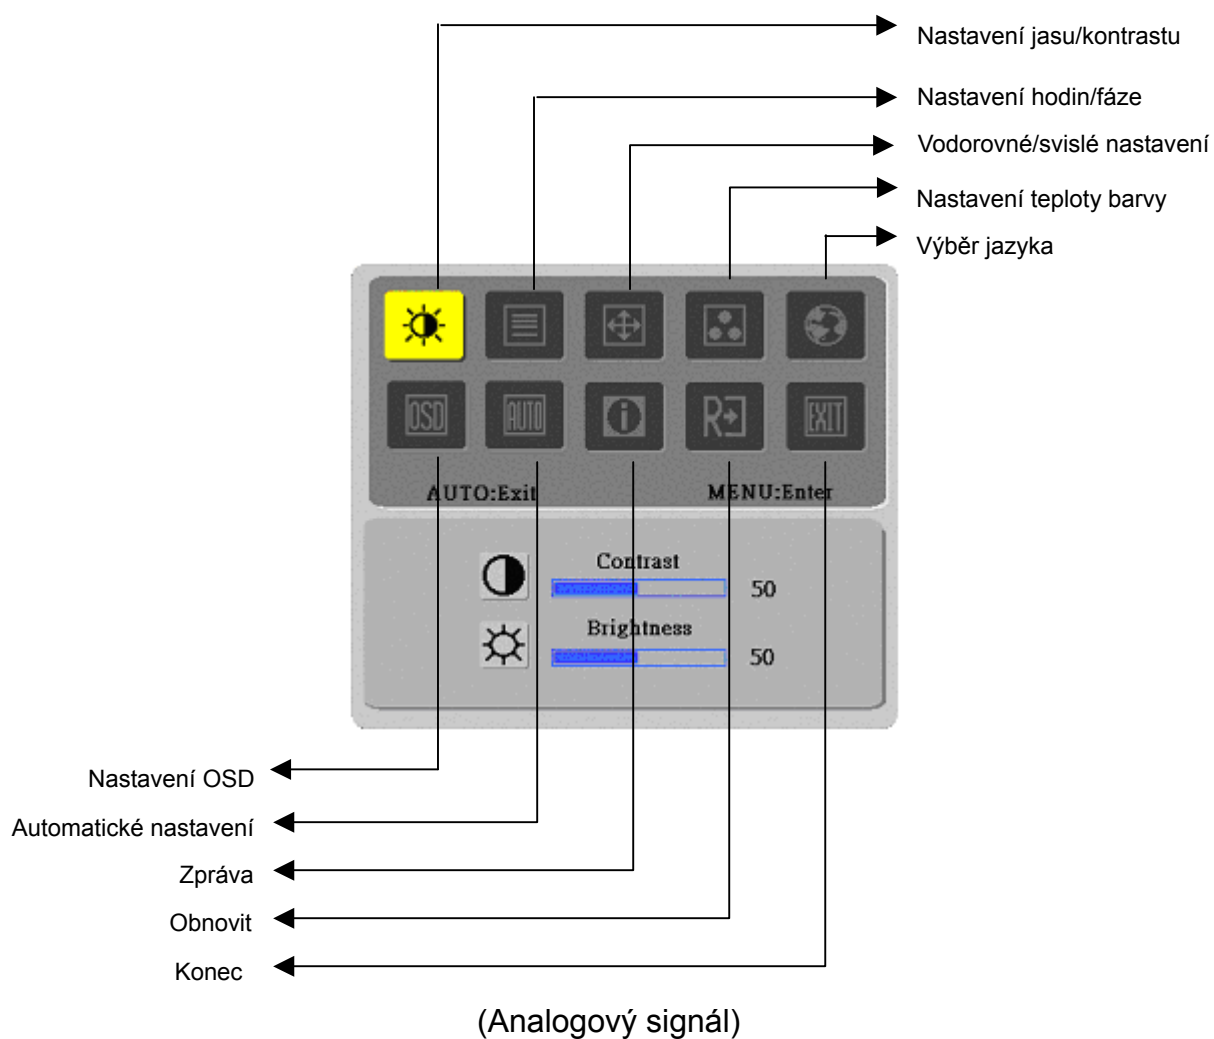 Nastavení jasu/kontrastu
Nastavení hodin/fáze
Vodorovné/svislé nastavení
Nastavení teploty barvy
Výběr jazyka
OSD AUTO i R EXIT
AUTO:Exit MENU:Enter
Contrast
50
Brightness
50
Nastavení OSD
Automatické nastavení
Zpráva
Obnovit
Konec
(Analogový signál)